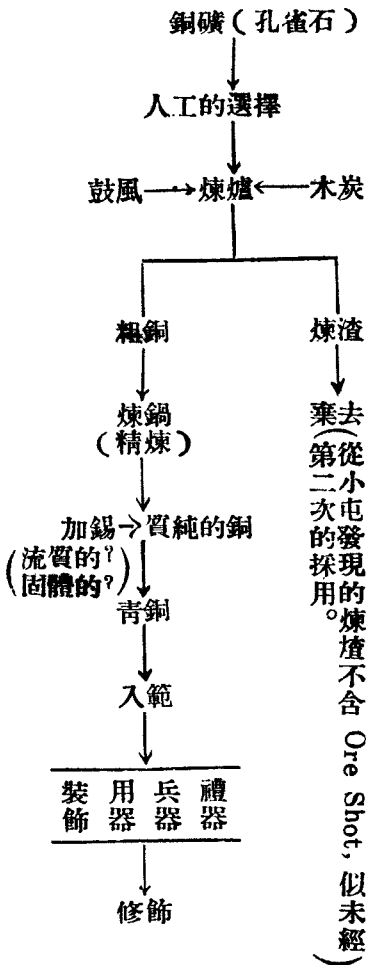 銅礦(孔雀石)
人工的選擇
鼓風
煉爐
木炭
粗銅
煉渣
煉鍋
(精煉)
加錫
質純的銅
(流質的?
固體的?)
青銅
入範
禮器
兵器
用器
裝飾
修飾
去(從小屯發現的煉渣不含 Ore Shot, 似未經
棄(第二次的採用。)